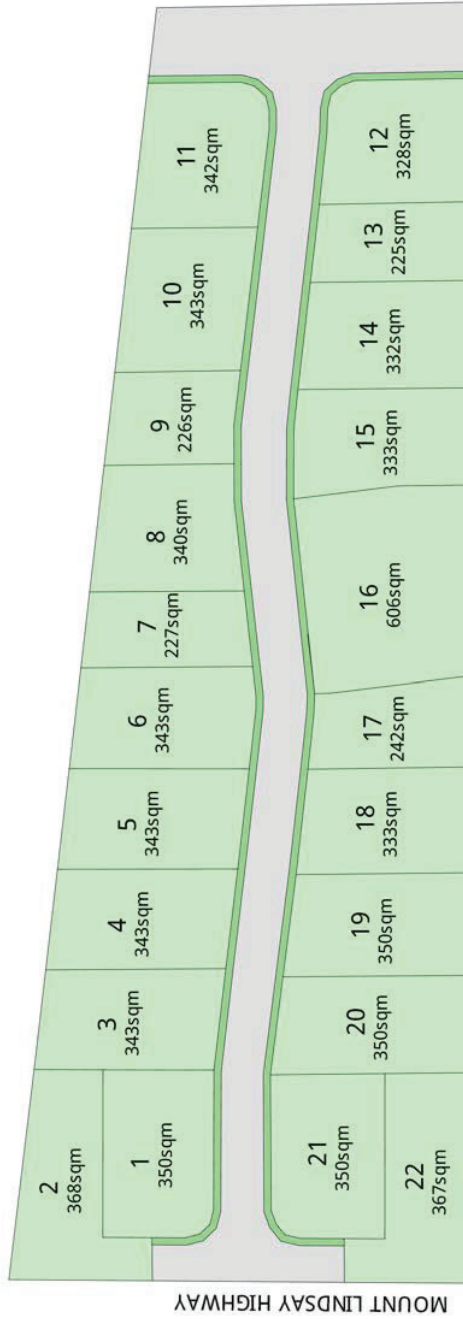 11
342sqm
12
328sqm
10
343sqm
13
225sqm
14
332sqm
9
226sqm
15
333sqm
8
340sqm
16
606sqm
7
227sqm
6
343sqm
17
242sqm
5
343sqm
18
333sqm
4
343sqm
19
350sqm
3
343sqm
20
350sqm
2
368sqm
1
350sqm
21
350sqm
22
367sqm
MOUNT LINDSAY HIGHWAY